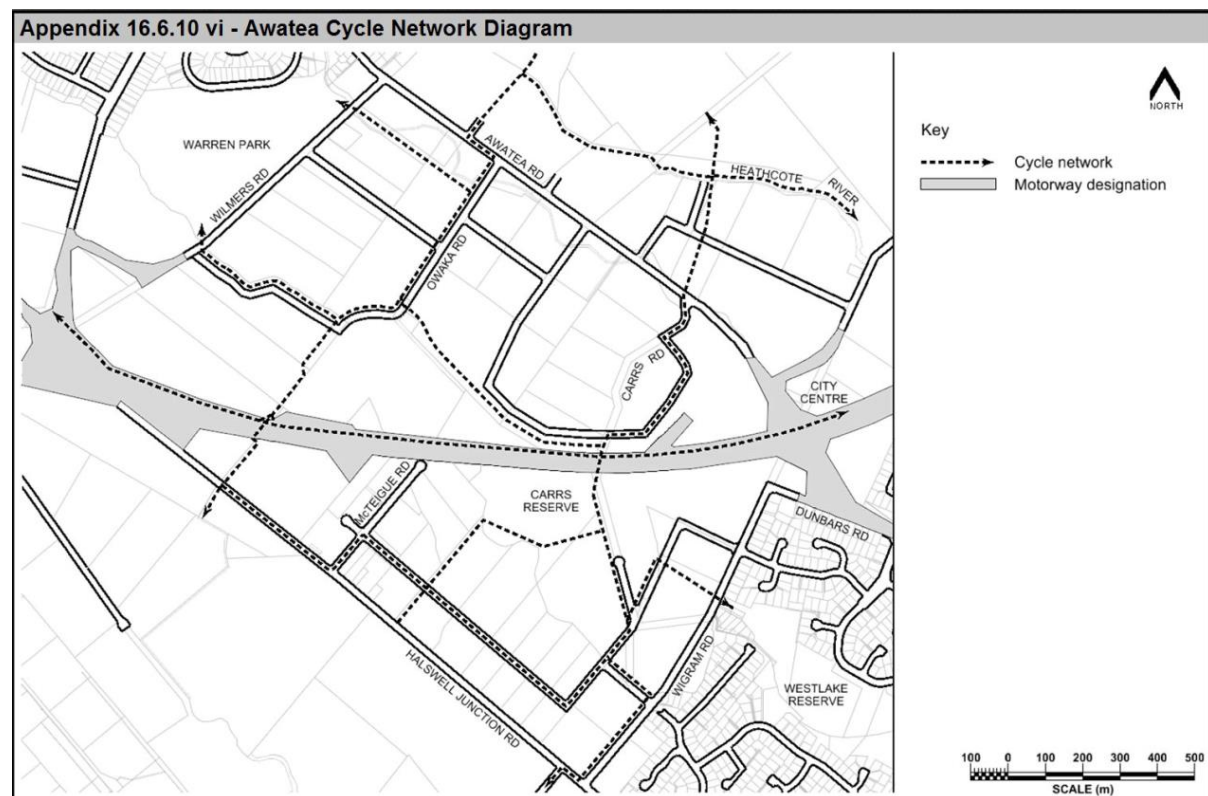 Appendix 16.6.10 vi - Awatea Cycle Network Diagram
NORTH
Key
Cycle network
Motorway designation
WARREN PARK
WILMERS RD
AWATEA RD
HEATHCOTE
RIVER
OWAKA RD
CARRS RD
CITY
CENTRE
McTEIGUE RD
CARRS
RESERVE
DUNBARS RD
HALSWELL JUNCTION RD
WIGRAM RD
WESTLAKE
RESERVE
100 0 100 200 300 400 500
SCALE (m)